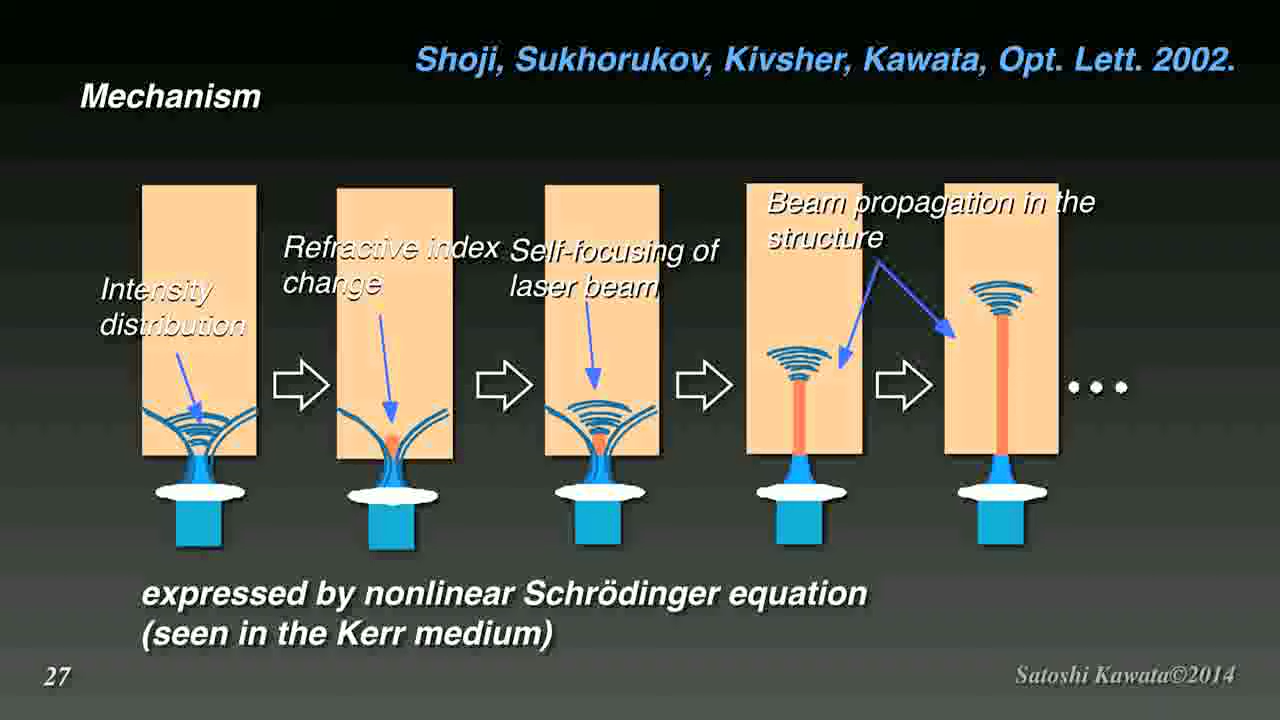 Shoji, Sukhorukov, Kivsher, Kawata, Opt. Lett. 2002.
Mechanism
Intensity
distribution
Refractive index
change
Self-focusing of
laser beam
Beam propagation in the
structure
expressed by nonlinear Schrödinger equation
(seen in the Kerr medium)
27
Satoshi Kawata©2014